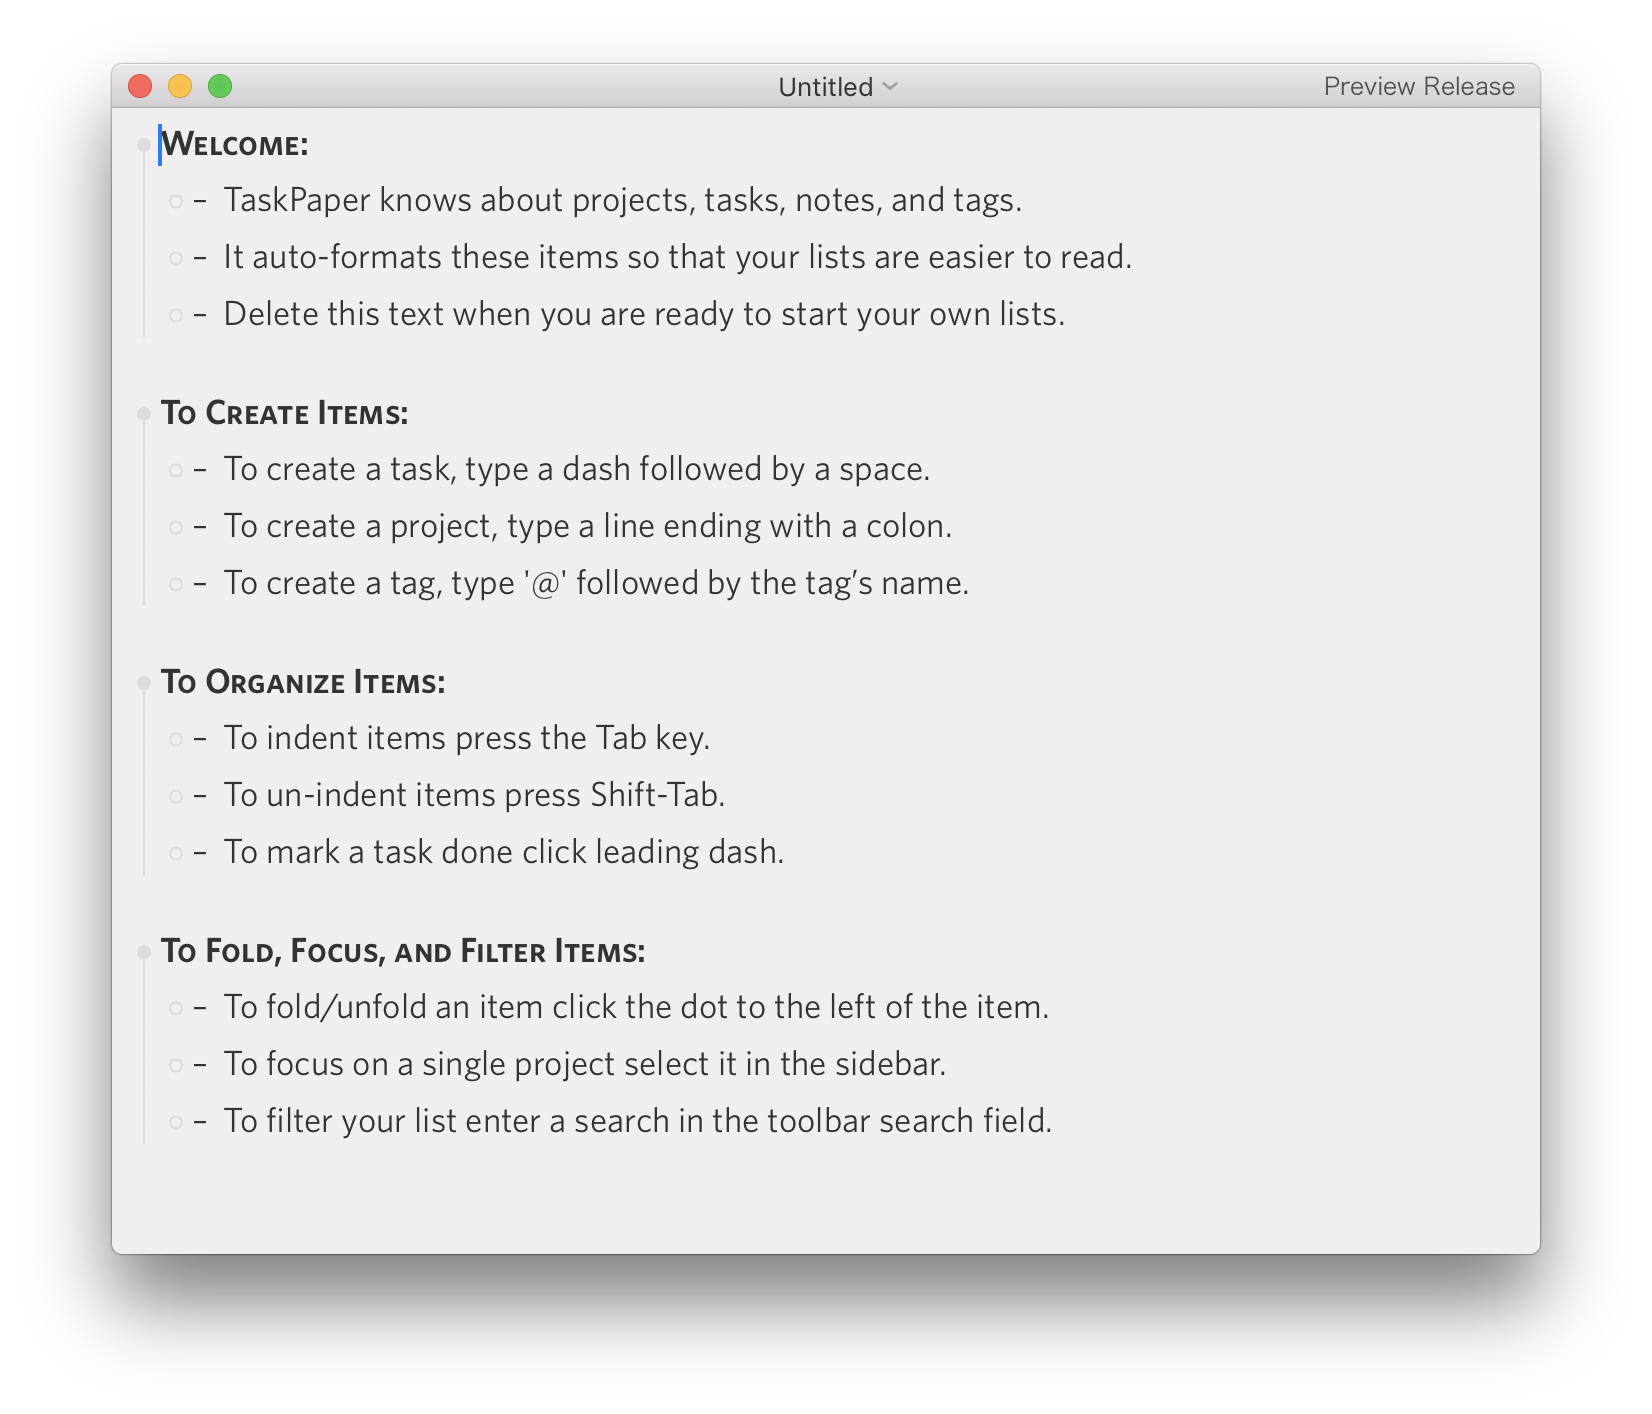 Untitled
Preview Release
Welcome:
– TaskPaper knows about projects, tasks, notes, and tags.
– It auto-formats these items so that your lists are easier to read.
– Delete this text when you are ready to start your own lists.
To Create Items:
– To create a task, type a dash followed by a space.
– To create a project, type a line ending with a colon.
– To create a tag, type '@' followed by the tag’s name.
To Organize Items:
– To indent items press the Tab key.
– To un-indent items press Shift-Tab.
– To mark a task done click leading dash.
To Fold, Focus, and Filter Items:
– To fold/unfold an item click the dot to the left of the item.
– To focus on a single project select it in the sidebar.
– To filter your list enter a search in the toolbar search field.